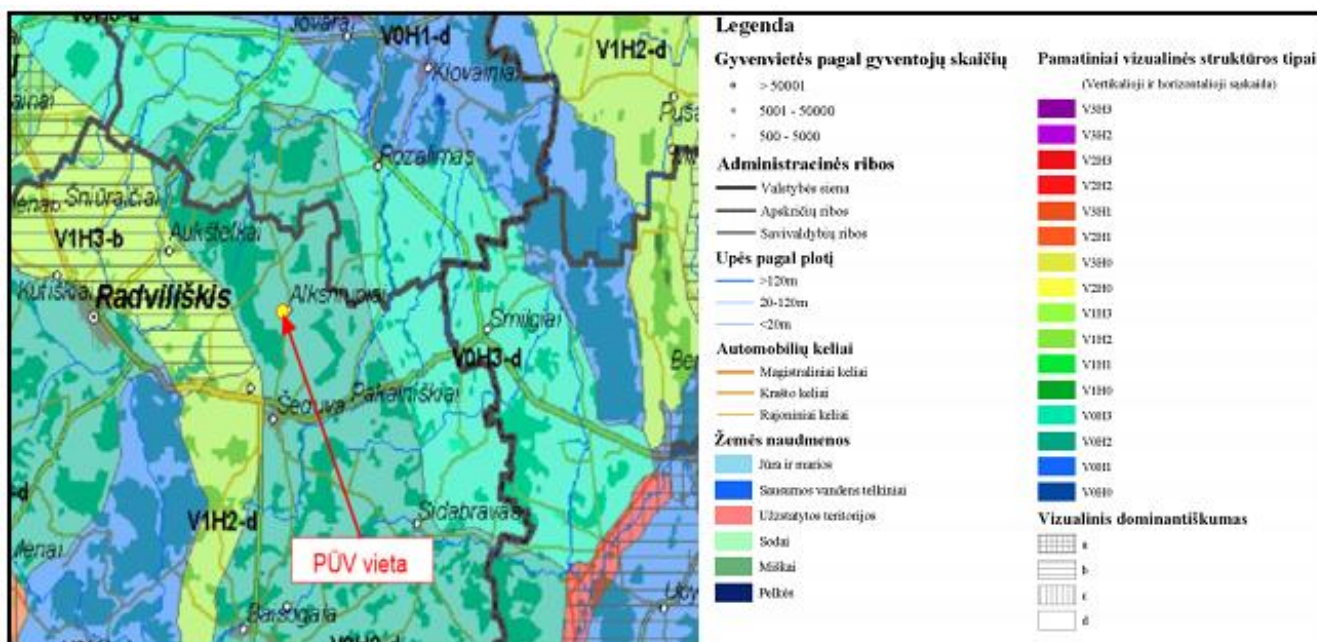 Jovarai
V0H1-d
Klovainiai
V1H2-d
Rozalimas
Šniūraičiai
V1H3-b
Aukštelkai
Kutiškiai
Radviliškis
Alksniupiai
Smilgiai
V0H3-d
Pakalniškiai
Šeduva
V1H2-d
Sidabravas
PŪV vieta
Baisogala
Legenda
Gyvenvietės pagal gyventojų skaičių
> 50001
5001 - 50000
500 - 5000
Administracinės ribos
Valstybės siena
Apskričių ribos
Savivaldybių ribos
Upės pagal plotį
>120m
20-120m
<20m
Automobilių keliai
Magistraliniai keliai
Krašto keliai
Rajoniniai keliai
Žemės naudmenos
Jūra ir marios
Sausumos vandens telkiniai
Užstatytos teritorijos
Sodai
Miškai
Pelkės
Pamatiniai vizualinės struktūros tipai
(Vertikalioji ir horizontalioji sąskaida)
V3H3
V3H2
V2H3
V2H2
V3H1
V2H1
V3H0
V2H0
V1H3
V1H2
V1H1
V1H0
V0H3
V0H2
V0H1
V0H0
Vizualinis dominantiškumas
a
b
c
d